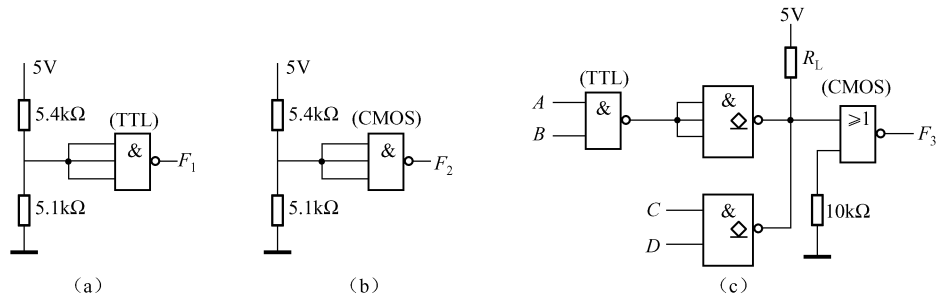 5V
5.4kΩ
(TTL)
&
F1
5.1kΩ
(a)
5V
5.4kΩ
(CMOS)
&
F2
5.1kΩ
(b)
5V
RL
(TTL)
(CMOS)
A
B
&
&
≥1
F3
C
D
&
10kΩ
(c)